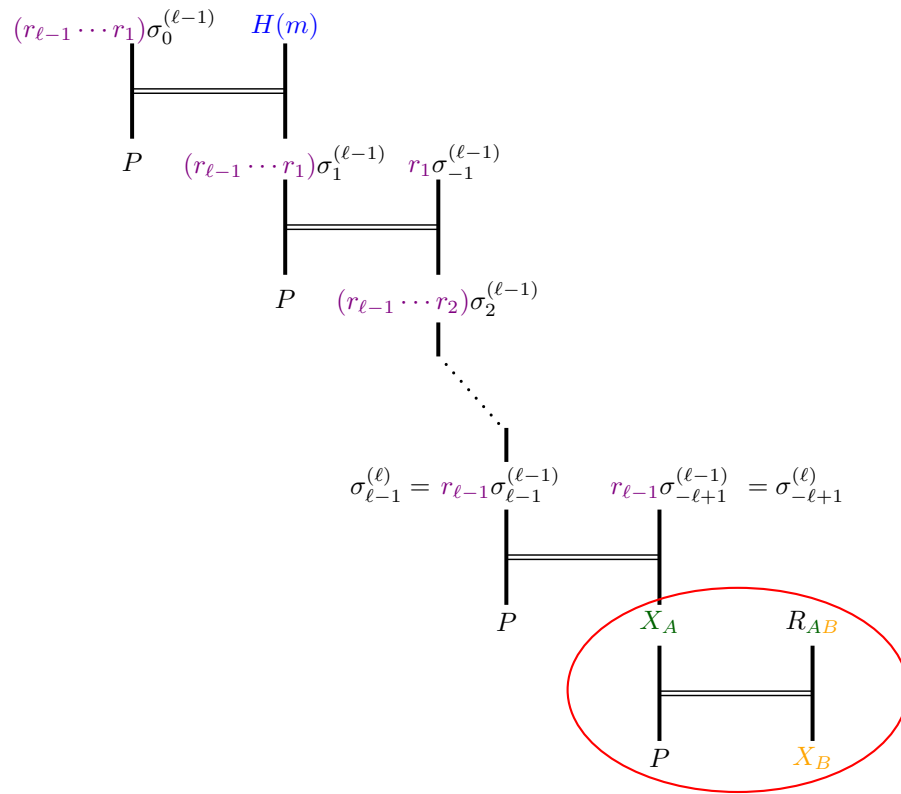 (r_{ℓ−1} ⋯ r_1)σ_0^{(ℓ−1)} H(m)
P (r_{ℓ−1} ⋯ r_1)σ_1^{(ℓ−1)} r_1σ_{−1}^{(ℓ−1)}
P (r_{ℓ−1} ⋯ r_2)σ_2^{(ℓ−1)}
σ_{ℓ−1}^{(ℓ)} = r_{ℓ−1}σ_{ℓ−1}^{(ℓ−1)} r_{ℓ−1}σ_{−ℓ+1}^{(ℓ−1)} = σ_{−ℓ+1}^{(ℓ)}
P X_A R_{AB}
P X_B